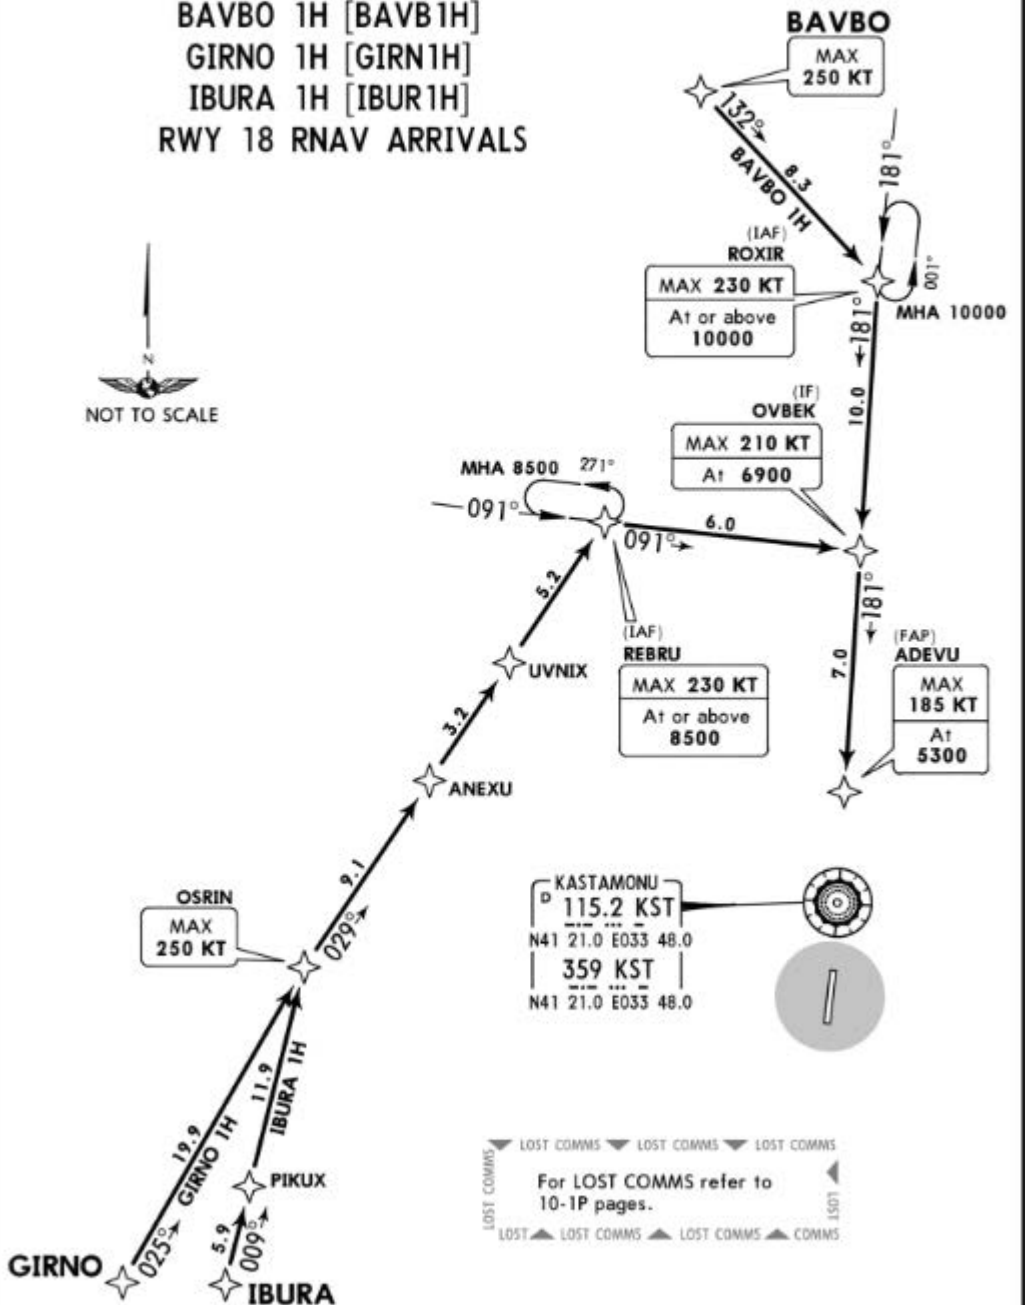 BAVBO 1H [BAVB1H]
GIRNO 1H [GIRN1H]
IBURA 1H [IBUR1H]
RWY 18 RNAV ARRIVALS
BAVBO
MAX
250 KT
132°
8.3
BAVBO 1H
181°
(IAF)
ROXIR
MAX 230 KT
At or above
10000
001°
MHA 10000
181°
N
NOT TO SCALE
10.0
(IF)
OVBEK
MAX 210 KT
At 6900
MHA 8500
271°
091°
6.0
091°
181°
5.2
(IAF)
REBRU
MAX 230 KT
At or above
8500
7.0
(FAP)
ADEVU
MAX
185 KT
At
5300
UVNIX
3.2
ANEXU
9.1
OSRIN
MAX
250 KT
029°
KASTAMONU
D 115.2 KST
N41 21.0 E033 48.0
359 KST
N41 21.0 E033 48.0
11.9
IBURA 1H
19.9
GIRNO 1H
PIKUX
5.9
009°
025°
GIRNO
IBURA
LOST COMMS LOST COMMS LOST COMMS
LOST COMMS
For LOST COMMS refer to
10-1P pages.
LOST
LOST COMMS LOST COMMS COMMS